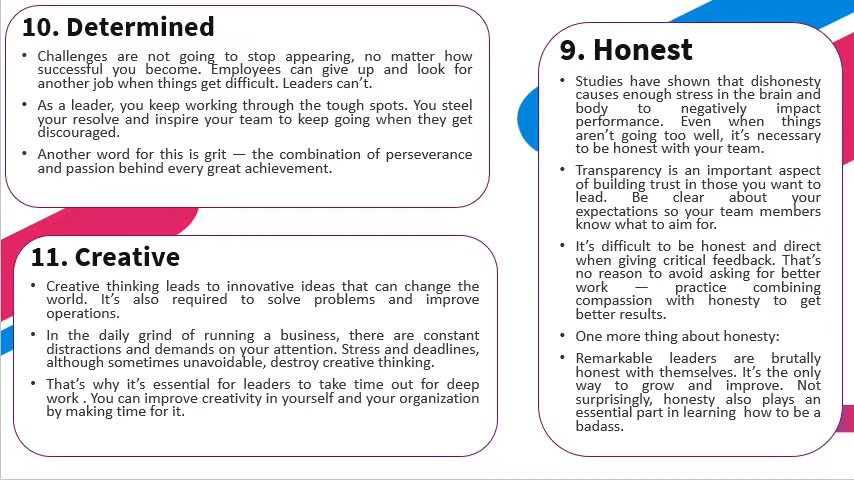 10. Determined
• Challenges are not going to stop appearing, no matter how
successful you become. Employees can give up and look for
another job when things get difficult. Leaders can't.
• As a leader, you keep working through the tough spots. You steel
your resolve and inspire your team to keep going when they get
discouraged.
• Another word for this is grit — the combination of perseverance
and passion behind every great achievement.
11. Creative
• Creative thinking leads to innovative ideas that can change the
world. It's also required to solve problems and improve
operations.
• In the daily grind of running a business, there are constant
distractions and demands on your attention. Stress and deadlines,
although sometimes unavoidable, destroy creative thinking.
• That's why it's essential for leaders to take time out for deep
work . You can improve creativity in yourself and your organization
by making time for it.
9. Honest
• Studies have shown that dishonesty
causes enough stress in the brain and
body to negatively impact
performance. Even when things
aren't going too well, it's necessary
to be honest with your team.
• Transparency is an important aspect
of building trust in those you want to
lead. Be clear about your
expectations so your team members
know what to aim for.
• It's difficult to be honest and direct
when giving critical feedback. That's
no reason to avoid asking for better
work — practice combining
compassion with honesty to get
better results.
• One more thing about honesty:
• Remarkable leaders are brutally
honest with themselves. It's the only
way to grow and improve. Not
surprisingly, honesty also plays an
essential part in learning how to be a
badass.